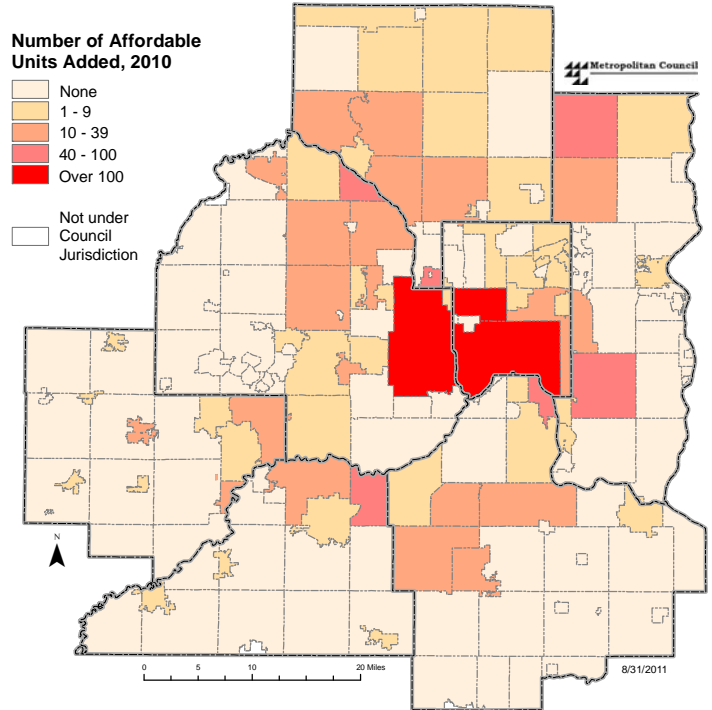 Number of Affordable
Units Added, 2010
None
1 - 9
10 - 39
40 - 100
Over 100
Not under
Council
Jurisdiction
Metropolitan Council
N
0 5 10 20 Miles
8/31/2011